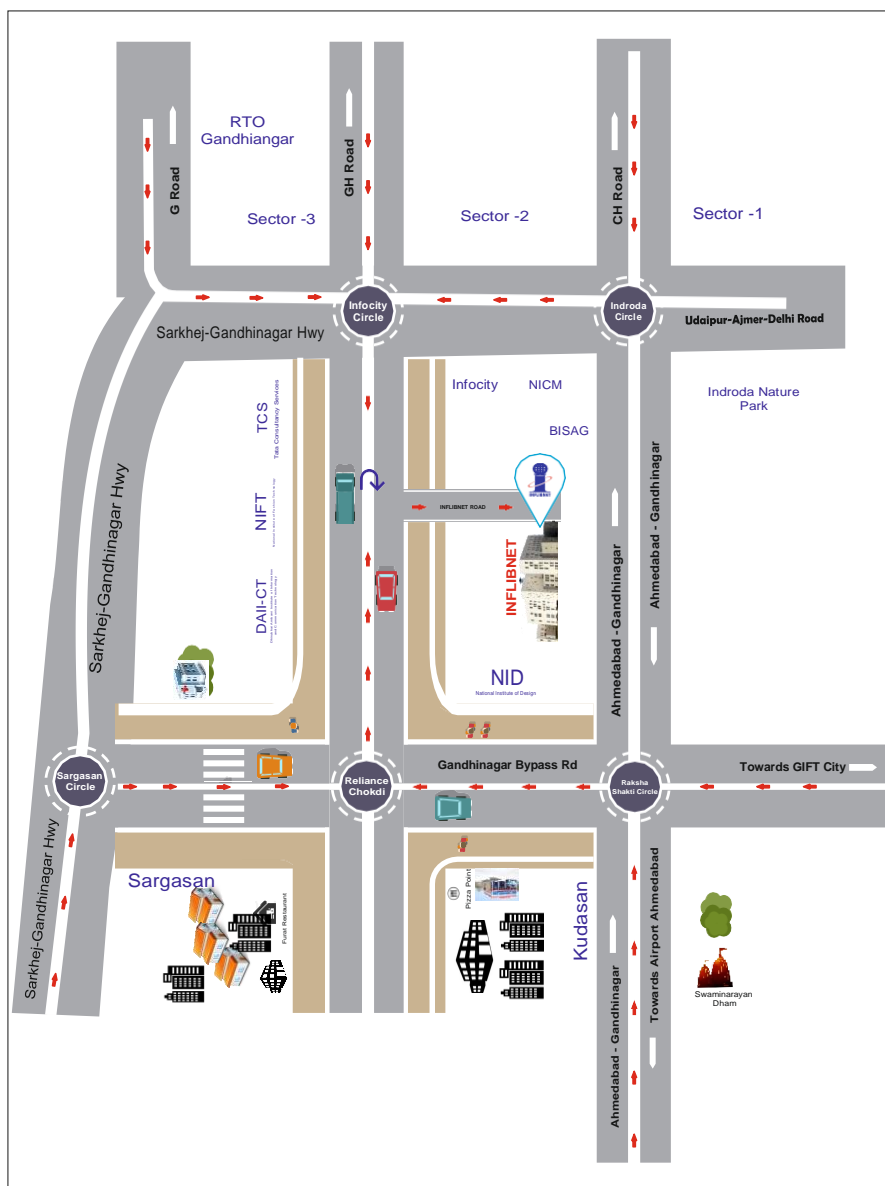 RTO
Gandhiangar
G Road
GH Road
CH Road
Sector -3
Sector -2
Sector -1
Infocity
Circle
Indroda
Circle
Udaipur-Ajmer-Delhi Road
Sarkhej-Gandhinagar Hwy
Sarkhej-Gandhinagar Hwy
TCS
Tata Consultancy Services
Infocity
NICM
BISAG
Indroda Nature
Park
NIFT
INFLIBNET
INFLIBNET ROAD
INFLIBNET
DAII-CT
Ahmedabad - Gandhinagar
Ahmedabad - Gandhinagar
NID
National Institute of Design
Sargasan
Circle
Reliance
Chokdi
Gandhinagar Bypass Rd
Raksha
Shakti Circle
Towards GIFT City
Sarkhej-Gandhinagar Hwy
Sargasan
Furat Restaurant
Pizza Point
Kudasan
Ahmedabad - Gandhinagar
Towards Airport Ahmedabad
Swaminarayan
Dham